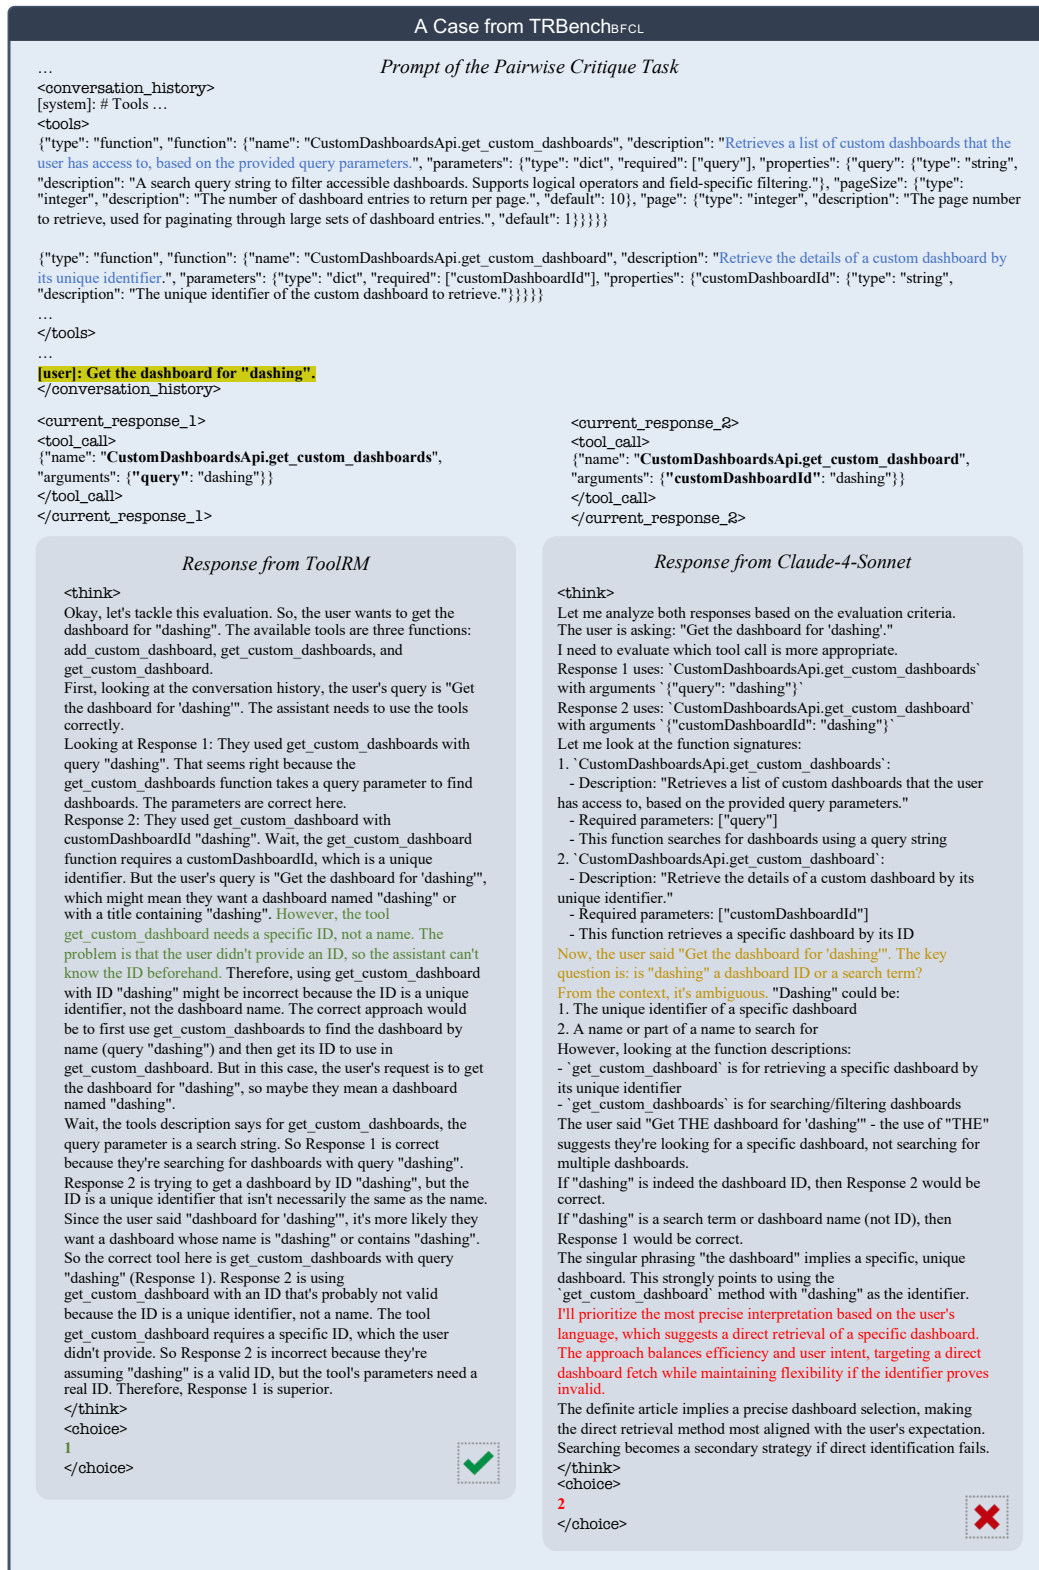 A Case from TRBenchBFCL
Prompt of the Pairwise Critique Task
…
<conversation_history>
[system]: # Tools …
<tools>
{"type": "function", "function": {"name": "CustomDashboardsApi.get_custom_dashboards", "description": "Retrieves a list of custom dashboards that the
user has access to, based on the provided query parameters.", "parameters": {"type": "dict", "required": ["query"], "properties": {"query": {"type": "string",
"description": "A search query string to filter accessible dashboards. Supports logical operators and field-specific filtering."}, "pageSize": {"type":
"integer", "description": "The number of dashboard entries to return per page.", "default": 10}, "page": {"type": "integer", "description": "The page number
to retrieve, used for paginating through large sets of dashboard entries.", "default": 1}}}}}
{"type": "function", "function": {"name": "CustomDashboardsApi.get_custom_dashboard", "description": "Retrieve the details of a custom dashboard by
its unique identifier.", "parameters": {"type": "dict", "required": ["customDashboardId"], "properties": {"customDashboardId": {"type": "string",
"description": "The unique identifier of the custom dashboard to retrieve."}}}}}
…
</tools>
…
[user]: Get the dashboard for "dashing".
</conversation_history>
<current_response_1>
<tool_call>
{"name": "CustomDashboardsApi.get_custom_dashboards",
"arguments": {"query": "dashing"}}
</tool_call>
</current_response_1>
<current_response_2>
<tool_call>
{"name": "CustomDashboardsApi.get_custom_dashboard",
"arguments": {"customDashboardId": "dashing"}}
</tool_call>
</current_response_2>
Response from ToolRM
<think>
Okay, let's tackle this evaluation. So, the user wants to get the
dashboard for "dashing". The available tools are three functions:
add_custom_dashboard, get_custom_dashboards, and
get_custom_dashboard.
First, looking at the conversation history, the user's query is "Get
the dashboard for 'dashing'". The assistant needs to use the tools
correctly.
Looking at Response 1: They used get_custom_dashboards with
query "dashing". That seems right because the
get_custom_dashboards function takes a query parameter to find
dashboards. The parameters are correct here.
Response 2: They used get_custom_dashboard with
customDashboardId "dashing". Wait, the get_custom_dashboard
function requires a customDashboardId, which is a unique
identifier. But the user's query is "Get the dashboard for 'dashing'",
which might mean they want a dashboard named "dashing" or
with a title containing "dashing". However, the tool
get_custom_dashboard needs a specific ID, not a name. The
problem is that the user didn't provide an ID, so the assistant can't
know the ID beforehand. Therefore, using get_custom_dashboard
with ID "dashing" might be incorrect because the ID is a unique
identifier, not the dashboard name. The correct approach would
be to first use get_custom_dashboards to find the dashboard by
name (query "dashing") and then get its ID to use in
get_custom_dashboard. But in this case, the user's request is to get
the dashboard for "dashing", so maybe they mean a dashboard
named "dashing".
Wait, the tools description says for get_custom_dashboards, the
query parameter is a search string. So Response 1 is correct
because they're searching for dashboards with query "dashing".
Response 2 is trying to get a dashboard by ID "dashing", but the
ID is a unique identifier that isn't necessarily the same as the name.
Since the user said "dashboard for 'dashing'", it's more likely they
want a dashboard whose name is "dashing" or contains "dashing".
So the correct tool here is get_custom_dashboards with query
"dashing" (Response 1). Response 2 is using
get_custom_dashboard with an ID that's probably not valid
because the ID is a unique identifier, not a name. The tool
get_custom_dashboard requires a specific ID, which the user
didn't provide. So Response 2 is incorrect because they're
assuming "dashing" is a valid ID, but the tool's parameters need a
real ID. Therefore, Response 1 is superior.
</think>
<choice>
1
</choice>
Response from Claude-4-Sonnet
<think>
Let me analyze both responses based on the evaluation criteria.
The user is asking: "Get the dashboard for 'dashing'."
I need to evaluate which tool call is more appropriate.
Response 1 uses: `CustomDashboardsApi.get_custom_dashboards`
with arguments `{"query": "dashing"}`
Response 2 uses: `CustomDashboardsApi.get_custom_dashboard`
with arguments `{"customDashboardId": "dashing"}`
Let me look at the function signatures:
1. `CustomDashboardsApi.get_custom_dashboards`:
- Description: "Retrieves a list of custom dashboards that the user
has access to, based on the provided query parameters."
- Required parameters: ["query"]
- This function searches for dashboards using a query string
2. `CustomDashboardsApi.get_custom_dashboard`:
- Description: "Retrieve the details of a custom dashboard by its
unique identifier."
- Required parameters: ["customDashboardId"]
- This function retrieves a specific dashboard by its ID
Now, the user said "Get the dashboard for 'dashing'". The key
question is: is "dashing" a dashboard ID or a search term?
From the context, it's ambiguous. "Dashing" could be:
1. The unique identifier of a specific dashboard
2. A name or part of a name to search for
However, looking at the function descriptions:
- `get_custom_dashboard` is for retrieving a specific dashboard by
its unique identifier
- `get_custom_dashboards` is for searching/filtering dashboards
The user said "Get THE dashboard for 'dashing'" - the use of "THE"
suggests they're looking for a specific dashboard, not searching for
multiple dashboards.
If "dashing" is indeed the dashboard ID, then Response 2 would be
correct.
If "dashing" is a search term or dashboard name (not ID), then
Response 1 would be correct.
The singular phrasing "the dashboard" implies a specific, unique
dashboard. This strongly points to using the
`get_custom_dashboard` method with "dashing" as the identifier.
I'll prioritize the most precise interpretation based on the user's
language, which suggests a direct retrieval of a specific dashboard.
The approach balances efficiency and user intent, targeting a direct
dashboard fetch while maintaining flexibility if the identifier proves
invalid.
The definite article implies a precise dashboard selection, making
the direct retrieval method most aligned with the user's expectation.
Searching becomes a secondary strategy if direct identification fails.
</think>
<choice>
2
</choice>